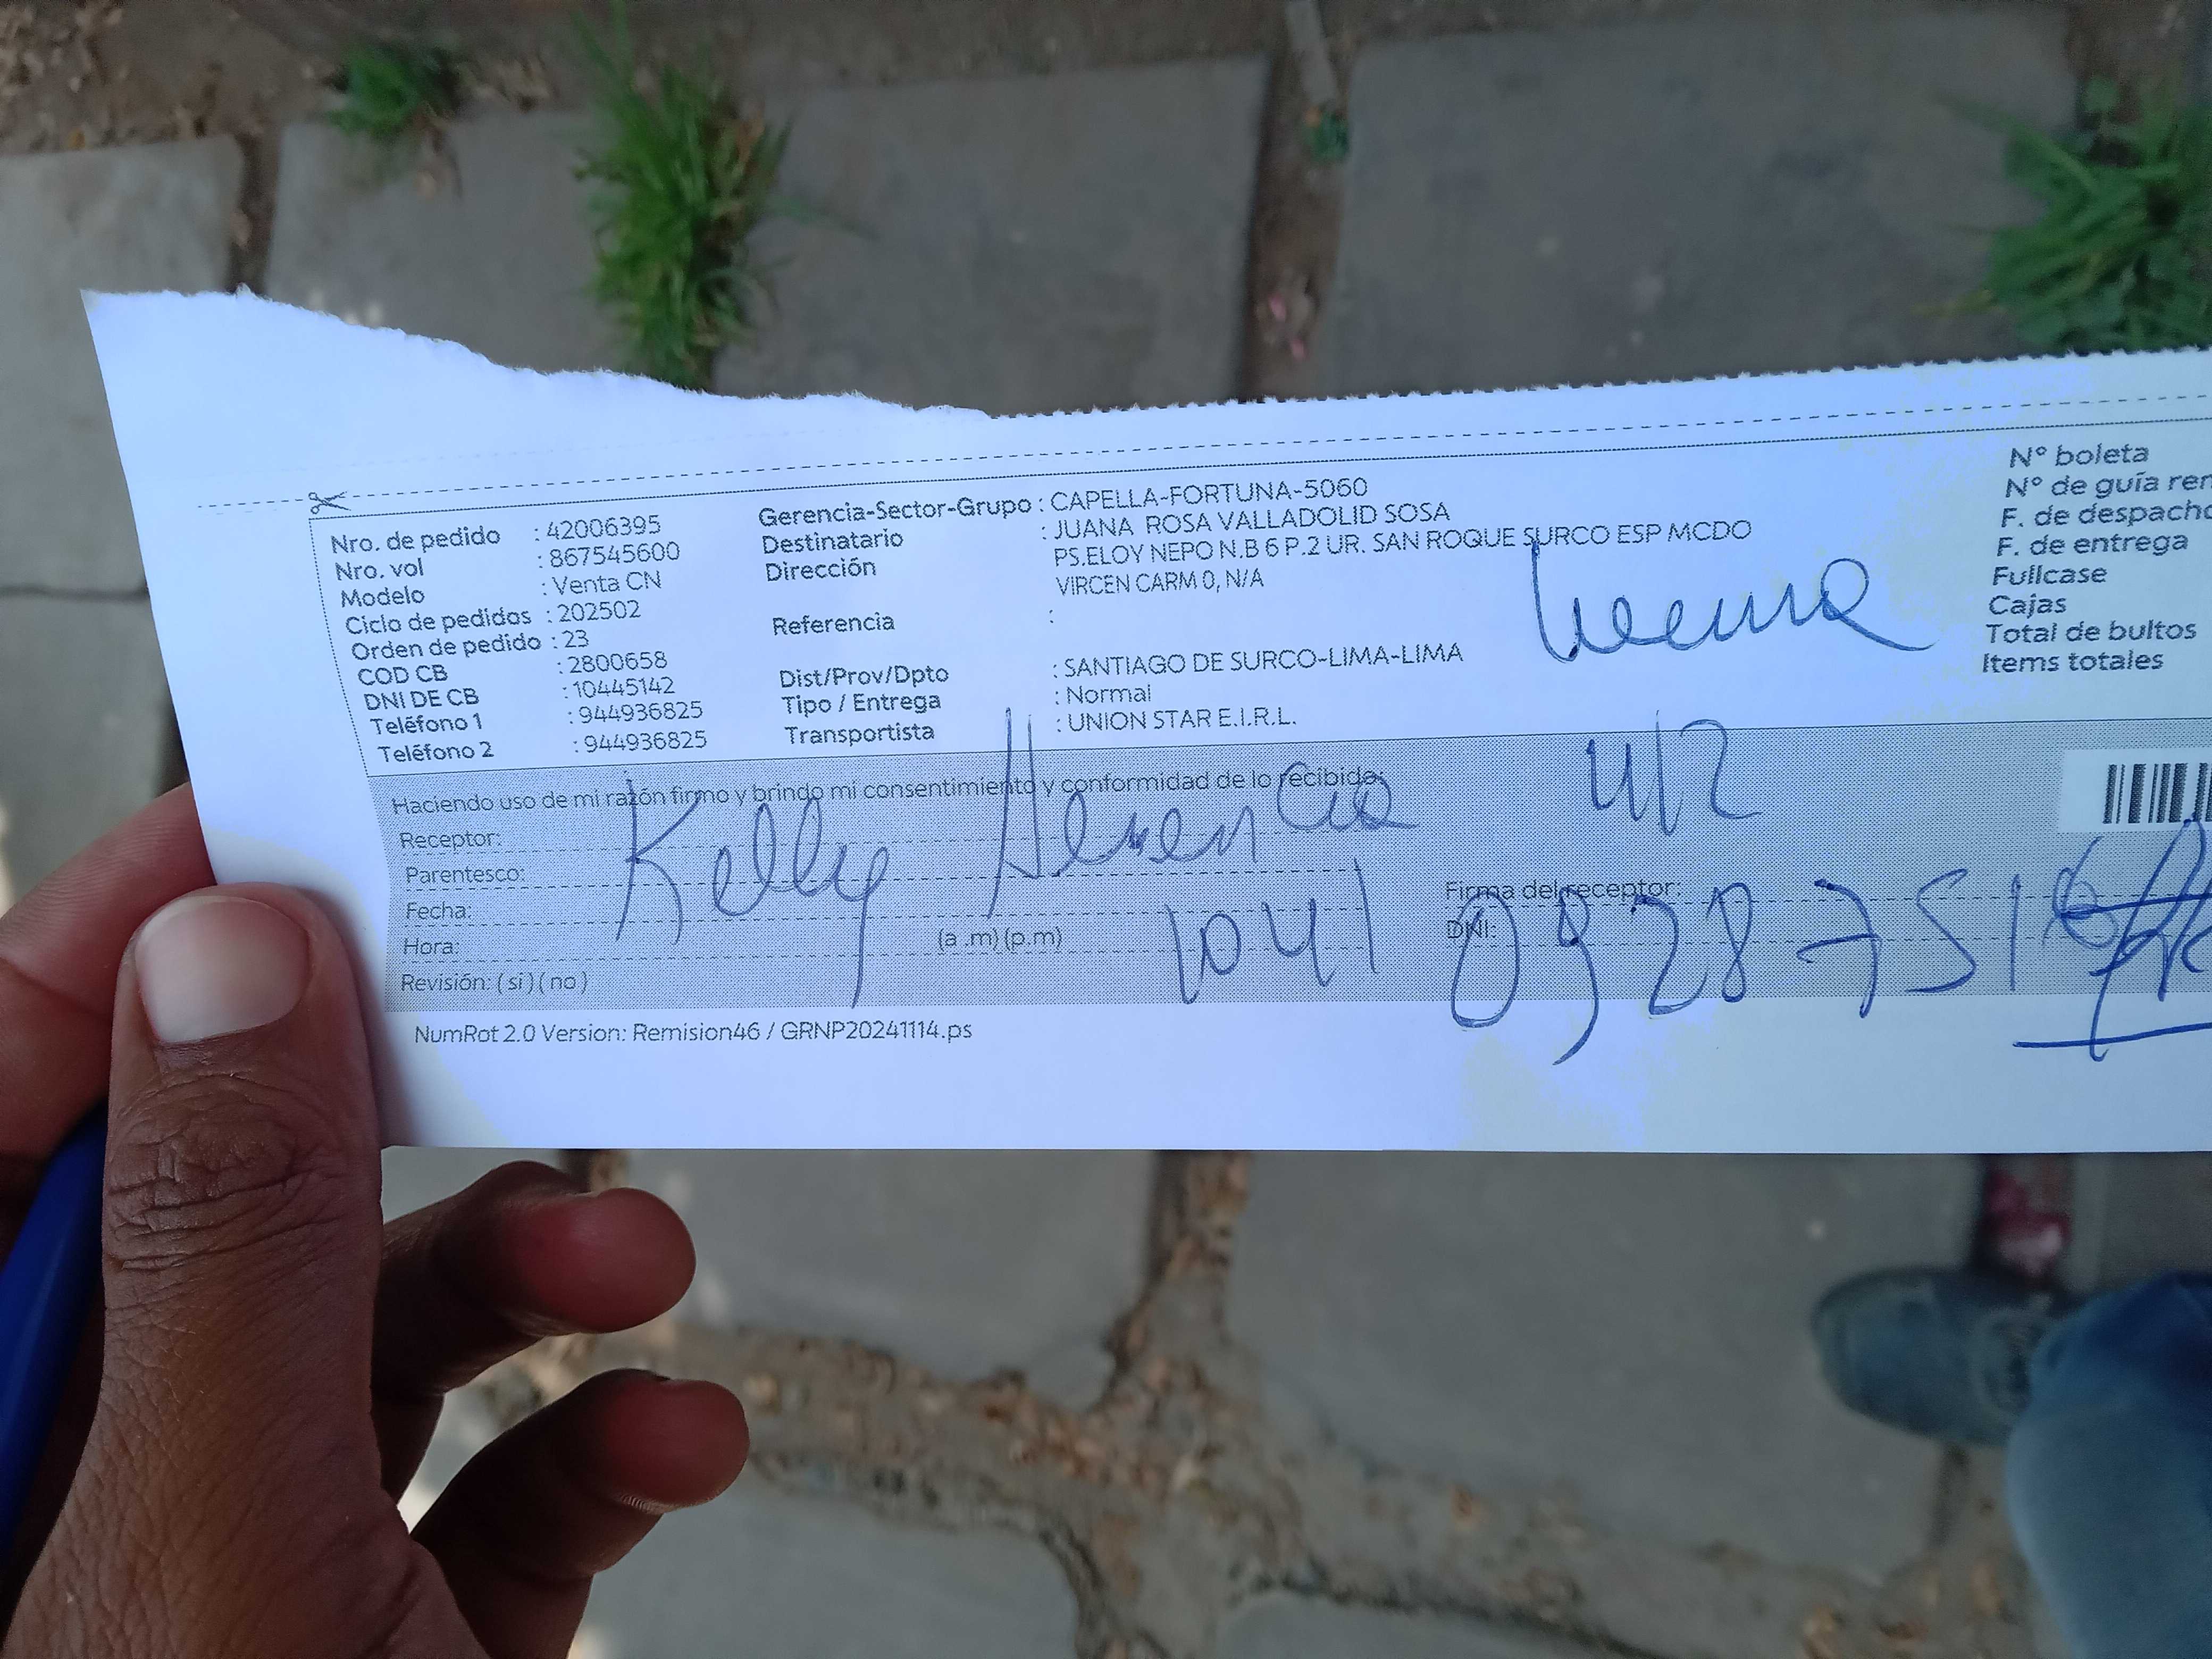 Nro. de pedido : 42006395
Nro. vol : 867545600
Modelo : Venta CN
Ciclo de pedidos : 202502
Orden de pedido : 23
COD CB : 2800658
DNI DE CB : 10445142
Teléfono 1 : 944936825
Teléfono 2 : 944936825
Gerencia-Sector-Grupo : CAPELLA-FORTUNA-5060
Destinatario : JUANA ROSA VALLADOLID SOSA
Dirección PS.ELOY NEPO N.B 6 P.2 UR. SAN ROQUE SURCO ESP MCDO
VIRCEN CARM 0, N/A
Referencia :
Dist/Prov/Dpto : SANTIAGO DE SURCO-LIMA-LIMA
Tipo / Entrega : Normal
Transportista : UNION STAR E.I.R.L.
N° boleta
N° de guía rem
F. de despacho
F. de entrega
Fullcase
Cajas
Total de bultos
Items totales
Haciendo uso de mi razón firmo y brindo mi consentimiento y conformidad de lo recibido:
4/2
Receptor: Kelly
Parentesco:
Fecha:
Firma del receptor:
Hora: (a .m) (p.m) 1041
DNI: 09287516
Revisión: ( si ) ( no )
NumRot 2.0 Version: Remision46 / GRNP20241114.ps